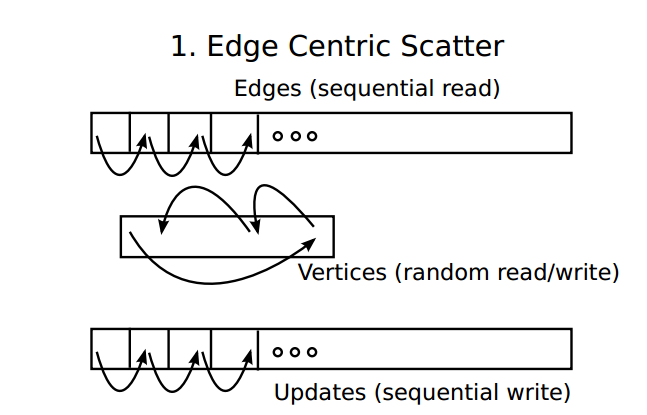 1. Edge Centric Scatter
Edges (sequential read)
Vertices (random read/write)
Updates (sequential write)